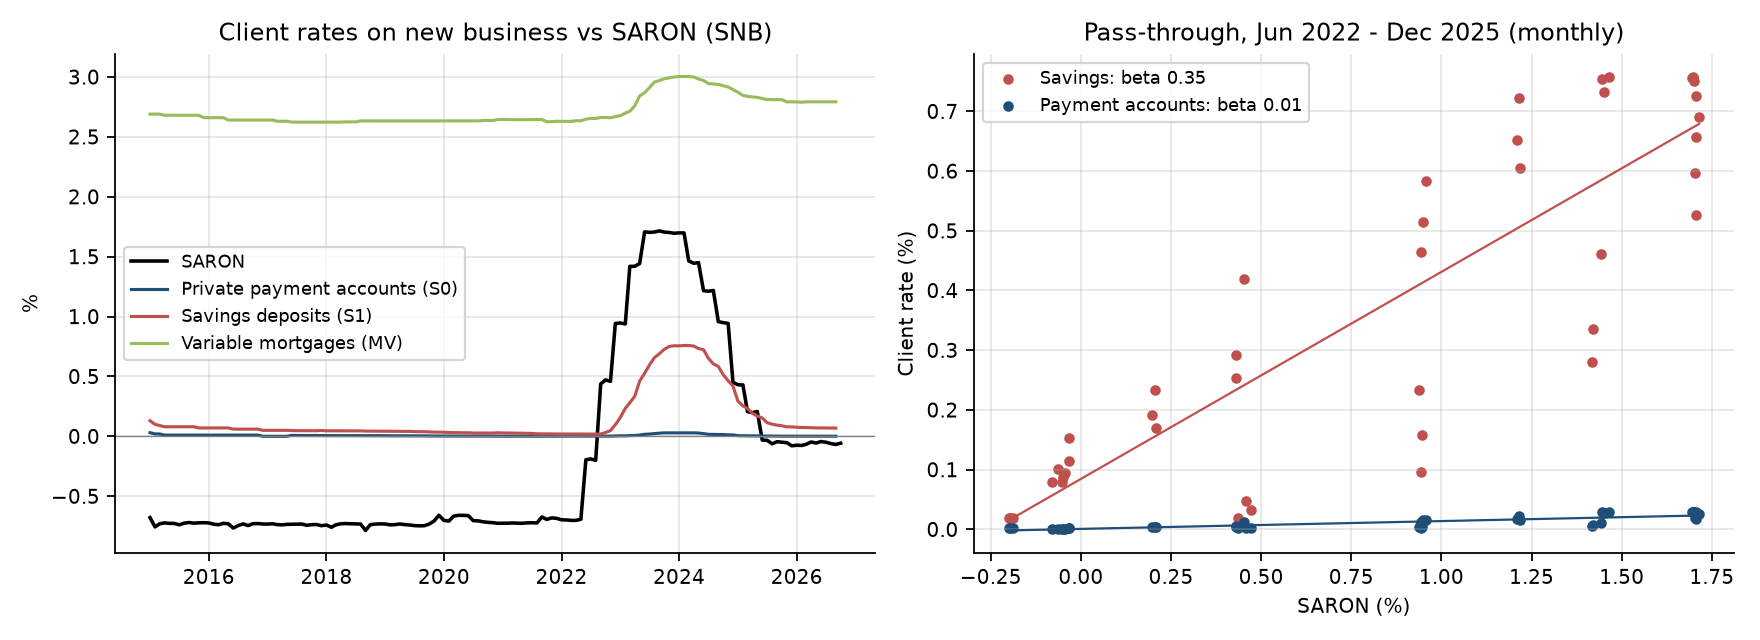 Client rates on new business vs SARON (SNB)
%
3.0
2.5
2.0
1.5
1.0
0.5
0.0
−0.5
SARON
Private payment accounts (S0)
Savings deposits (S1)
Variable mortgages (MV)
2016 2018 2020 2022 2024 2026
Pass-through, Jun 2022 - Dec 2025 (monthly)
Savings: beta 0.35
Payment accounts: beta 0.01
Client rate (%)
0.7
0.6
0.5
0.4
0.3
0.2
0.1
0.0
−0.25 0.00 0.25 0.50 0.75 1.00 1.25 1.50 1.75
SARON (%)